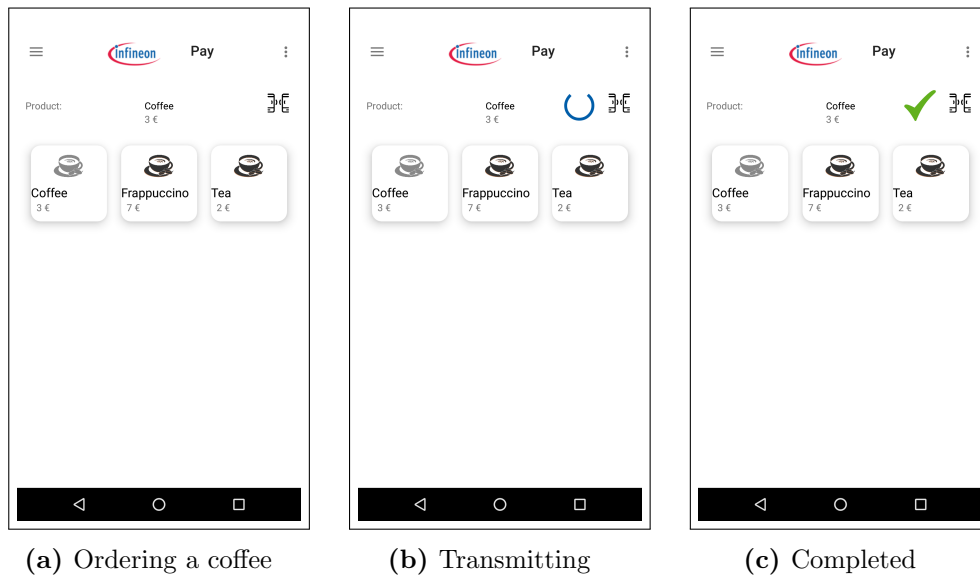 infineon Pay
Product: Coffee
3 €
Coffee Frappuccino Tea
3 € 7 € 2 €
(a) Ordering a coffee
infineon Pay
Product: Coffee
3 €
Coffee Frappuccino Tea
3 € 7 € 2 €
(b) Transmitting
infineon Pay
Product: Coffee
3 €
Coffee Frappuccino Tea
3 € 7 € 2 €
(c) Completed